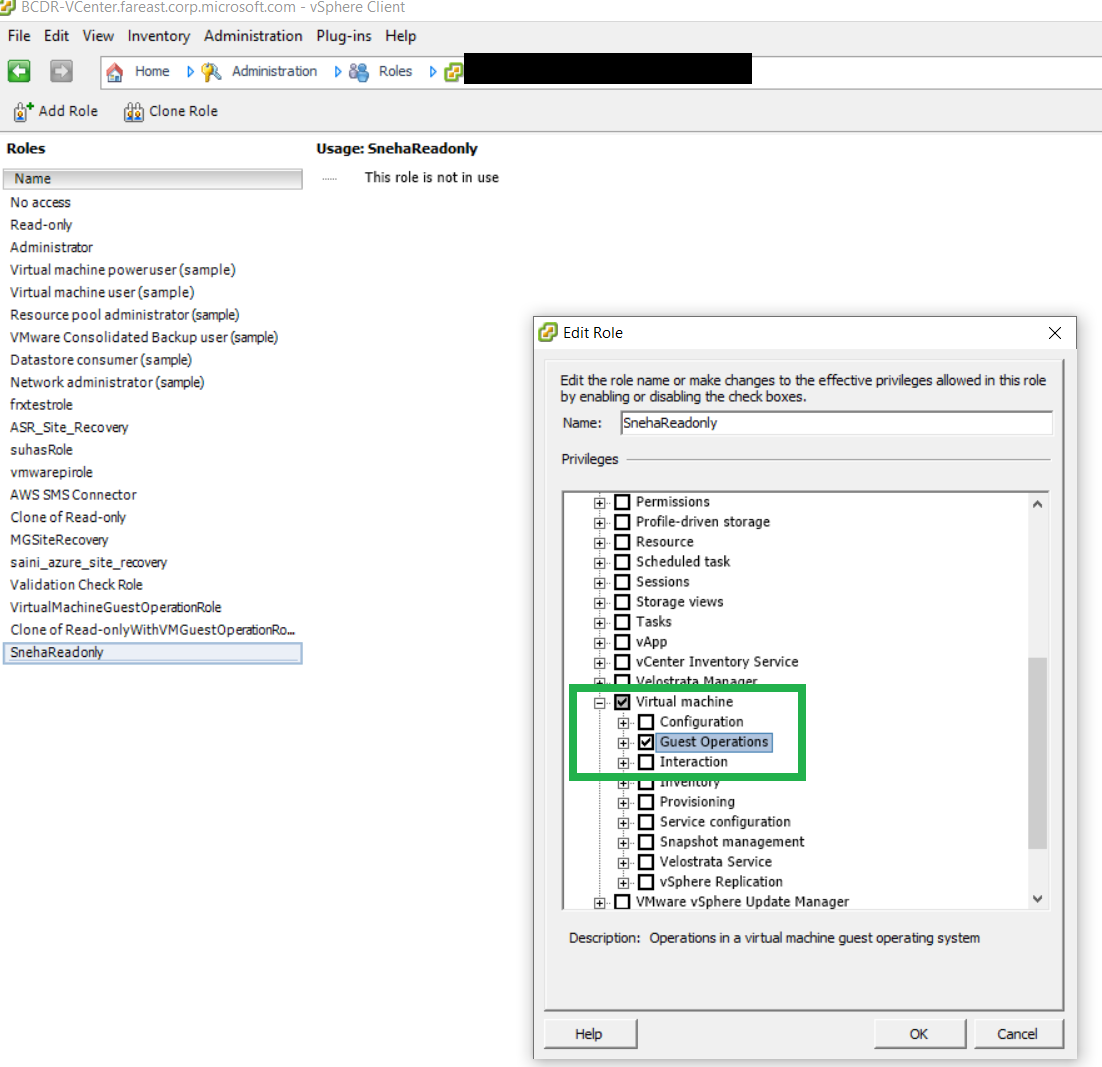 BCDR-VCenter.fareast.corp.microsoft.com - vSphere Client
File Edit View Inventory Administration Plug-ins Help
Home Administration Roles
Add Role Clone Role
Roles
Name
No access
Read-only
Administrator
Virtual machine power user (sample)
Virtual machine user (sample)
Resource pool administrator (sample)
VMware Consolidated Backup user (sample)
Datastore consumer (sample)
Network administrator (sample)
frxtestrole
ASR_Site_Recovery
suhasRole
vmwarepirole
AWS SMS Connector
Clone of Read-only
MGSiteRecovery
saini_azure_site_recovery
Validation Check Role
VirtualMachineGuestOperationRole
Clone of Read-onlyWithVMGuestOperationRo...
SnehaReadonly
Usage: SnehaReadonly
This role is not in use
Edit Role
Edit the role name or make changes to the effective privileges allowed in this role
by enabling or disabling the check boxes.
Name: SnehaReadonly
Privileges
Permissions
Profile-driven storage
Resource
Scheduled task
Sessions
Storage views
Tasks
vApp
vCenter Inventory Service
Velostrata Manager
Virtual machine
Configuration
Guest Operations
Interaction
Inventory
Provisioning
Service configuration
Snapshot management
Velostrata Service
vSphere Replication
VMware vSphere Update Manager
Description: Operations in a virtual machine guest operating system
Help OK Cancel